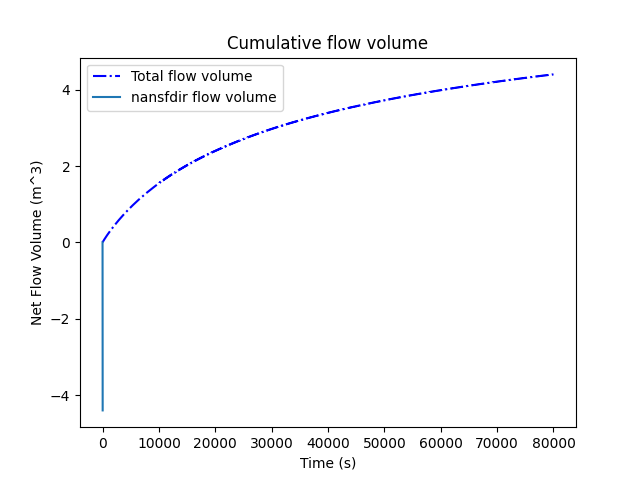 Cumulative flow volume
Total flow volume
nansfdir flow volume
Net Flow Volume (m^3)
4
2
0
−2
−4
0 10000 20000 30000 40000 50000 60000 70000 80000
Time (s)